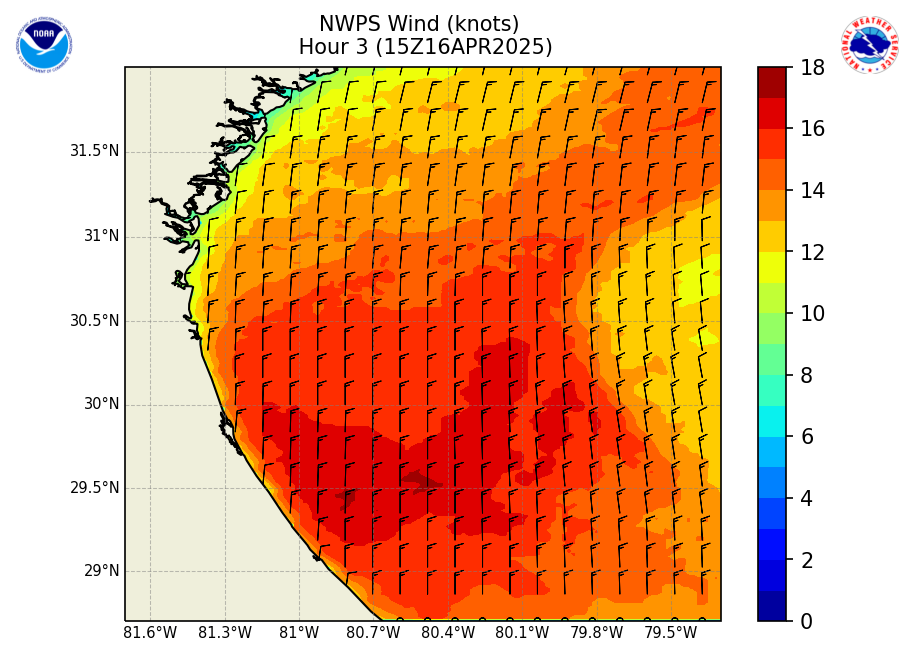 NWPS Wind (knots)
Hour 3 (15Z16APR2025)
NOAA
NATIONAL WEATHER SERVICE
18
16
14
12
10
8
6
4
2
0
31.5°N
31°N
30.5°N
30°N
29.5°N
29°N
81.6°W 81.3°W 81°W 80.7°W 80.4°W 80.1°W 79.8°W 79.5°W